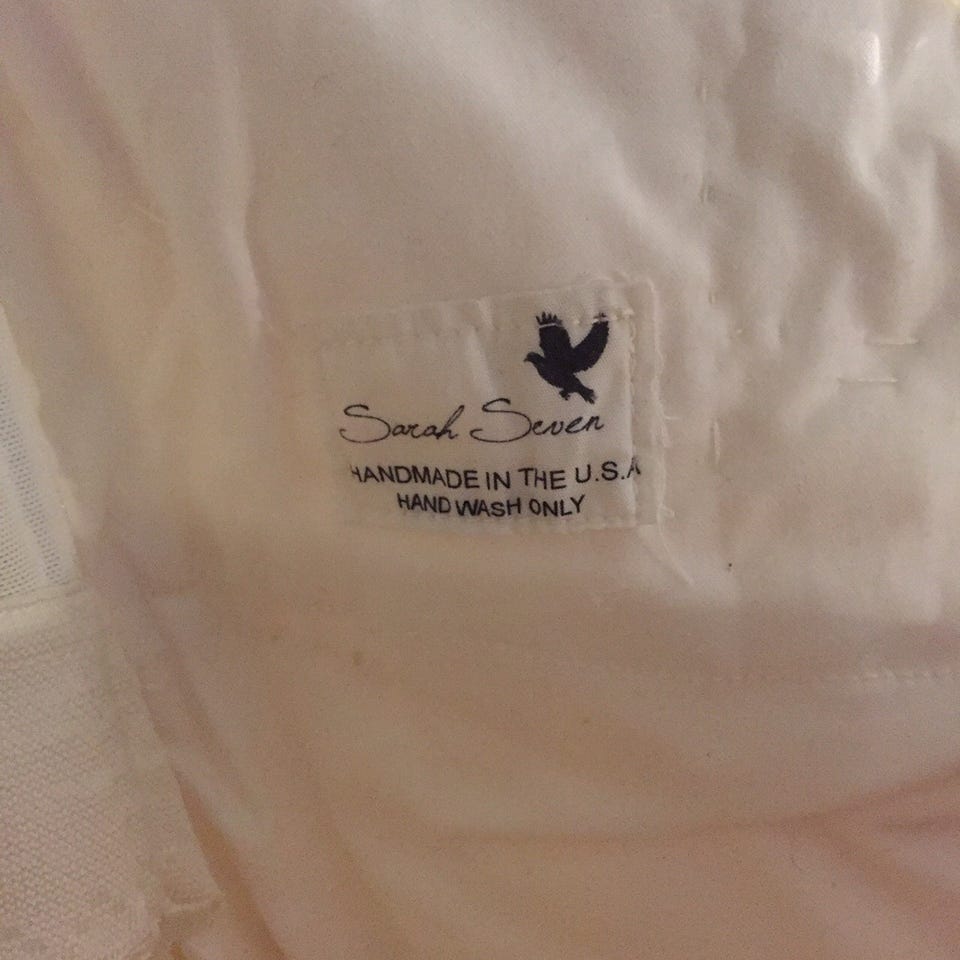 Sarah Seven
HANDMADE IN THE U.S.A
HAND WASH ONLY